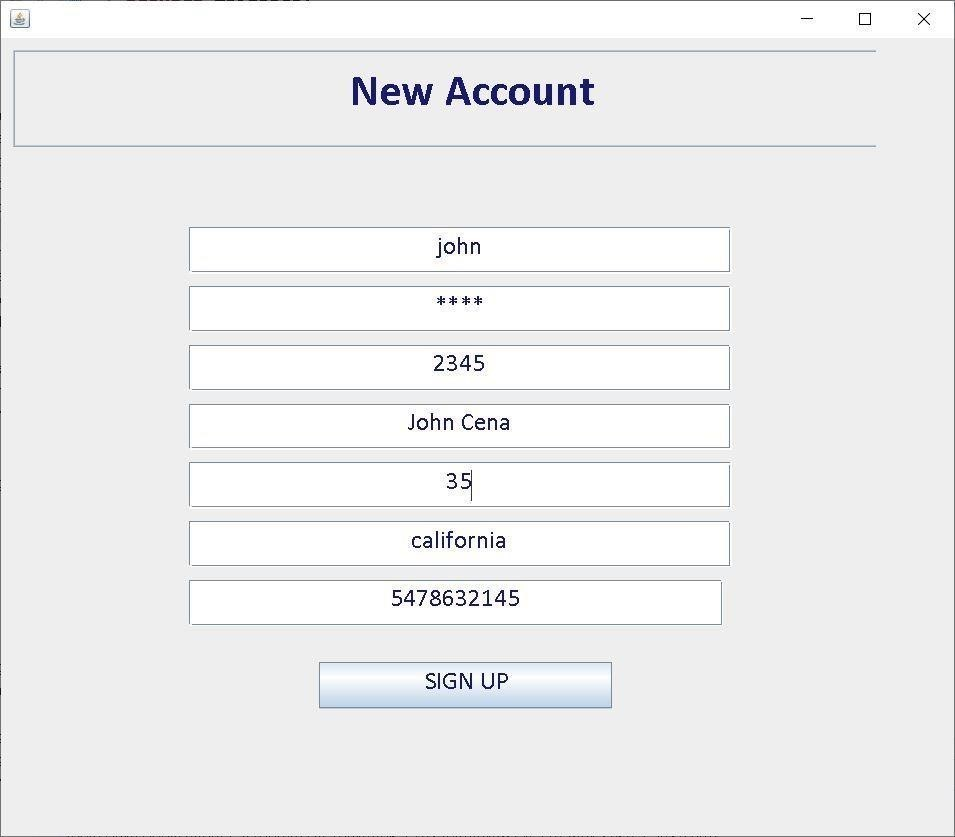 New Account
john
****
2345
John Cena
35
california
5478632145
SIGN UP